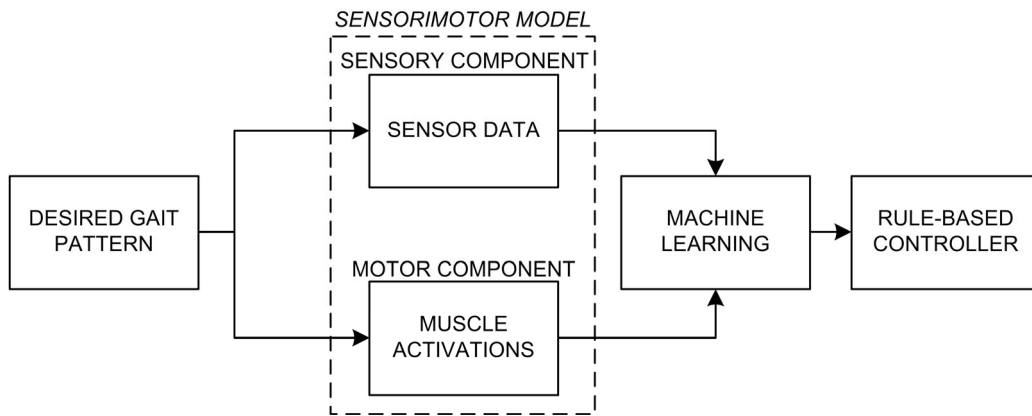 SENSORIMOTOR MODEL
SENSORY COMPONENT
SENSOR DATA
DESIRED GAIT
PATTERN
MOTOR COMPONENT
MUSCLE
ACTIVATIONS
MACHINE
LEARNING
RULE-BASED
CONTROLLER